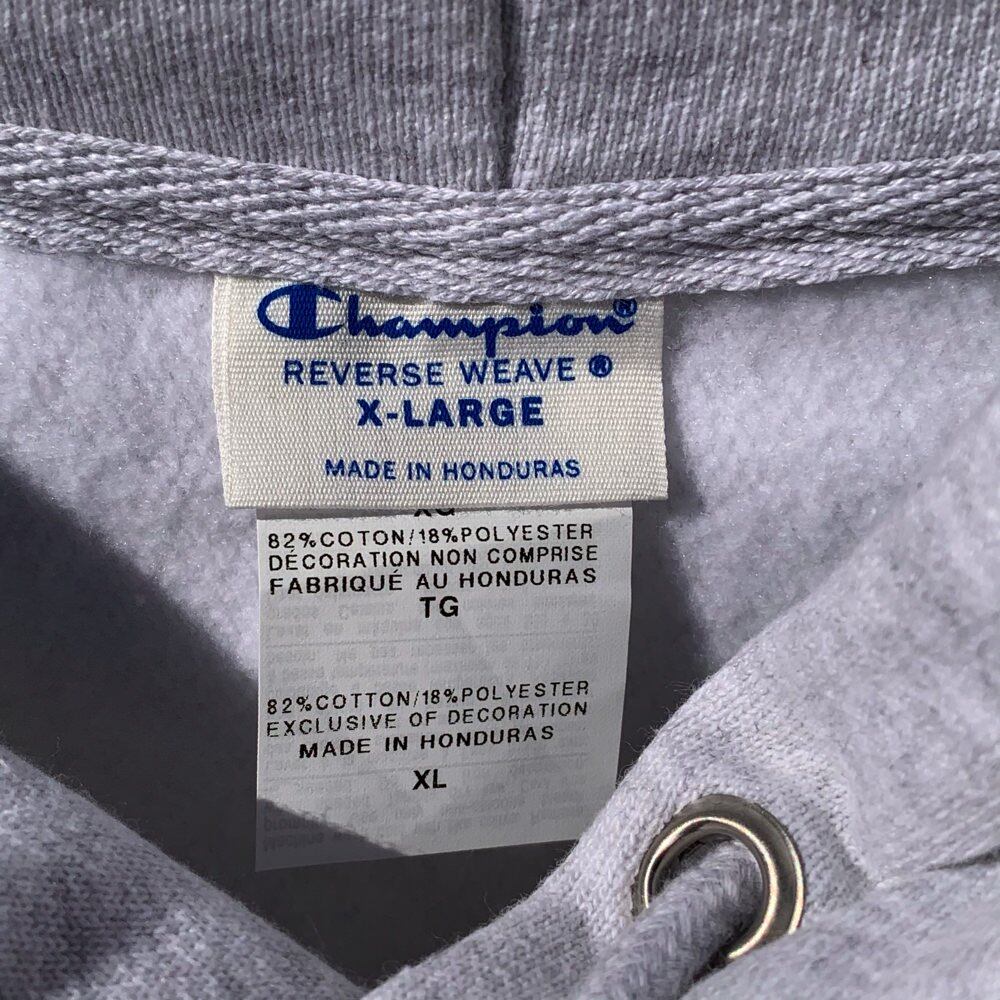 Champion®
REVERSE WEAVE ®
X-LARGE
MADE IN HONDURAS
82%COTON/18%POLYESTER
DÉCORATION NON COMPRISE
FABRIQUÉ AU HONDURAS
TG
82%COTTON/18%POLYESTER
EXCLUSIVE OF DECORATION
MADE IN HONDURAS
XL